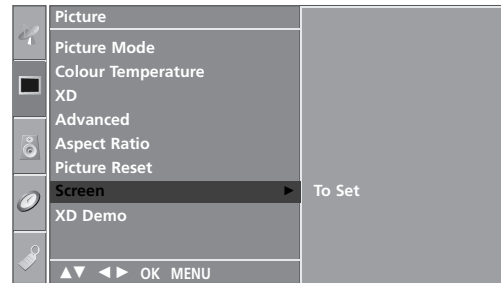 Picture
Picture Mode
Colour Temperature
XD
Advanced
Aspect Ratio
Picture Reset
Screen ► To Set
XD Demo
▲▼ ◄► OK MENU